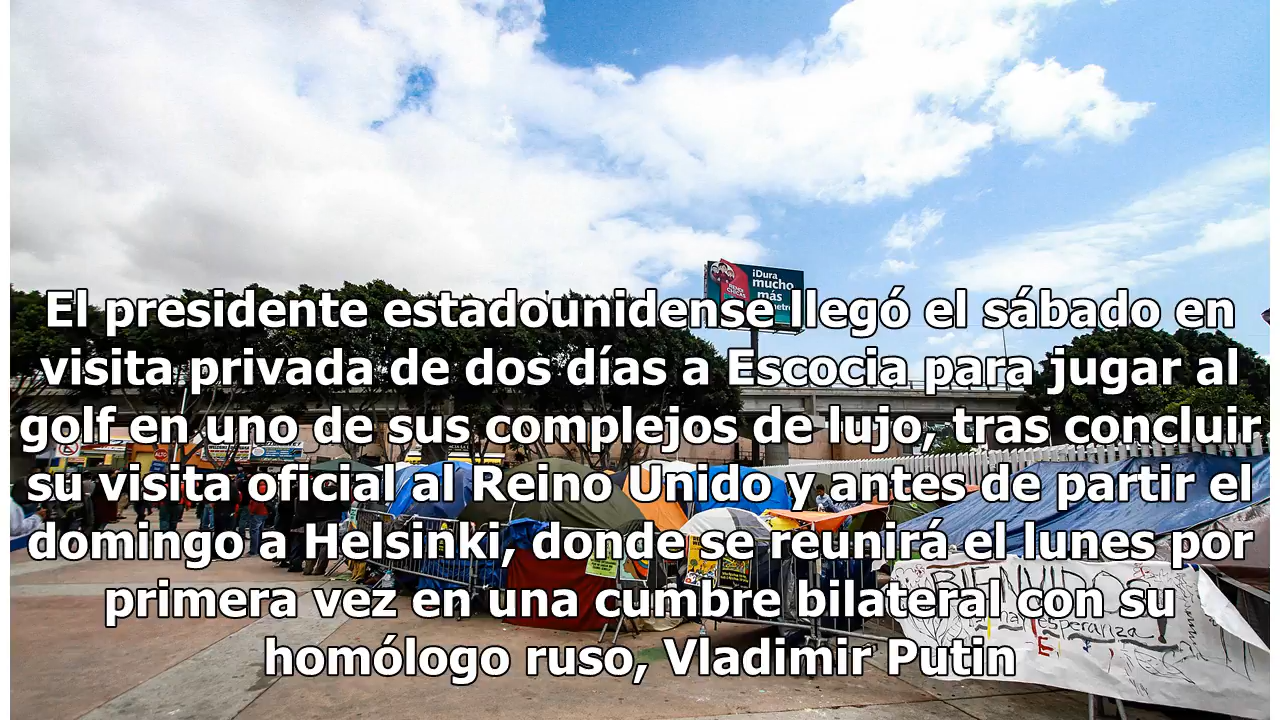 ¡Dura
mucho
más
El presidente estadounidense llegó el sábado en
visita privada de dos días a Escocia para jugar al
golf en uno de sus complejos de lujo, tras concluir
su visita oficial al Reino Unido y antes de partir el
domingo a Helsinki, donde se reunirá el lunes por
primera vez en una cumbre bilateral con su
homólogo ruso, Vladimir Putin
esperanza